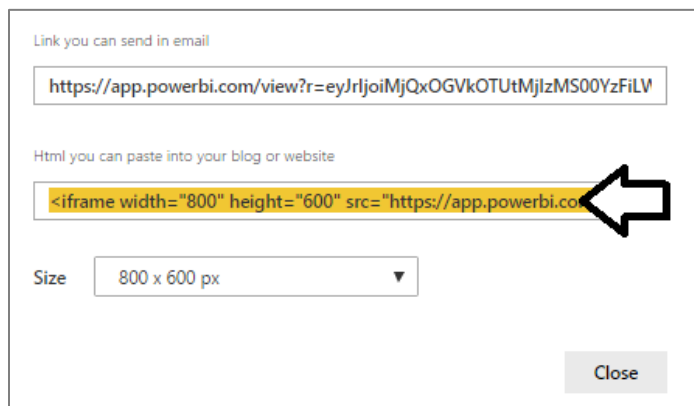 Link you can send in email
https://app.powerbi.com/view?r=eyJrIjoiMjQxOGVkOTUtMjIzMS00YzFiLW
Html you can paste into your blog or website
<iframe width="800" height="600" src="https://app.powerbi.co
Size 800 x 600 px
Close